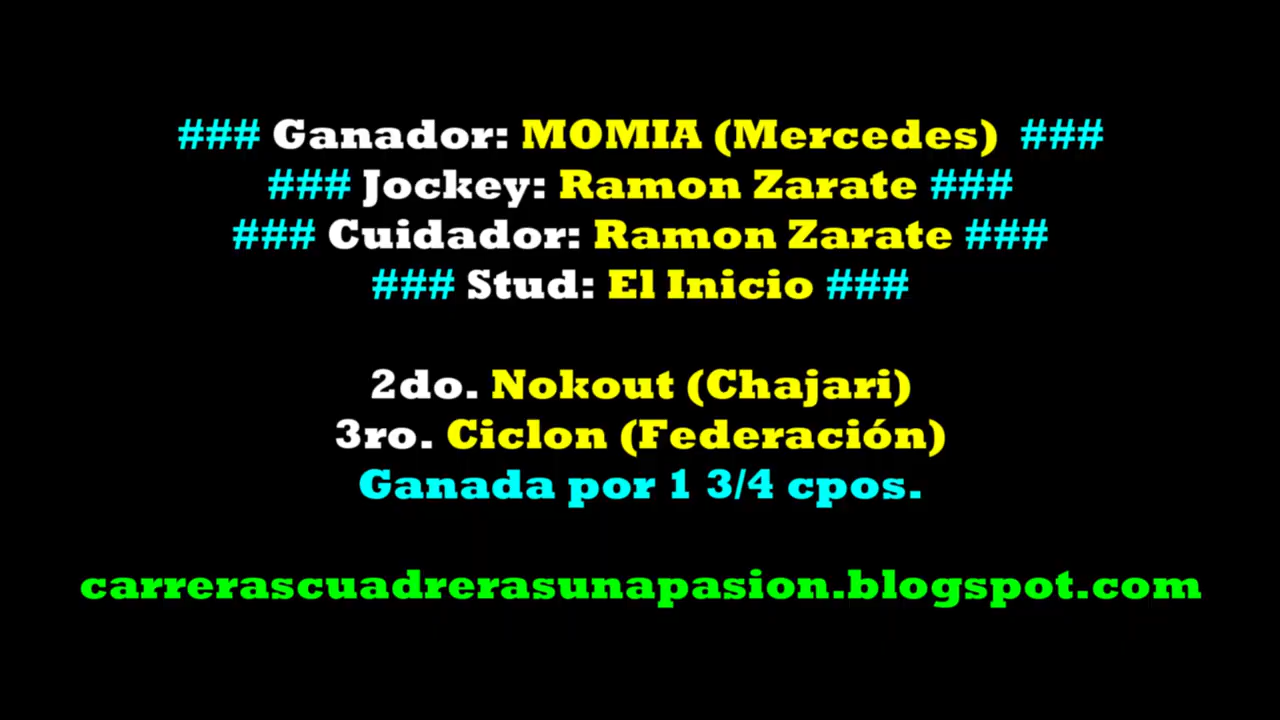 ### Ganador: MOMIA (Mercedes) ###
### Jockey: Ramon Zarate ###
### Cuidador: Ramon Zarate ###
### Stud: El Inicio ###
2do. Nokout (Chajari)
3ro. Ciclon (Federación)
Ganada por 1 3/4 cpos.
carrerascuadrerasunapasion.blogspot.com